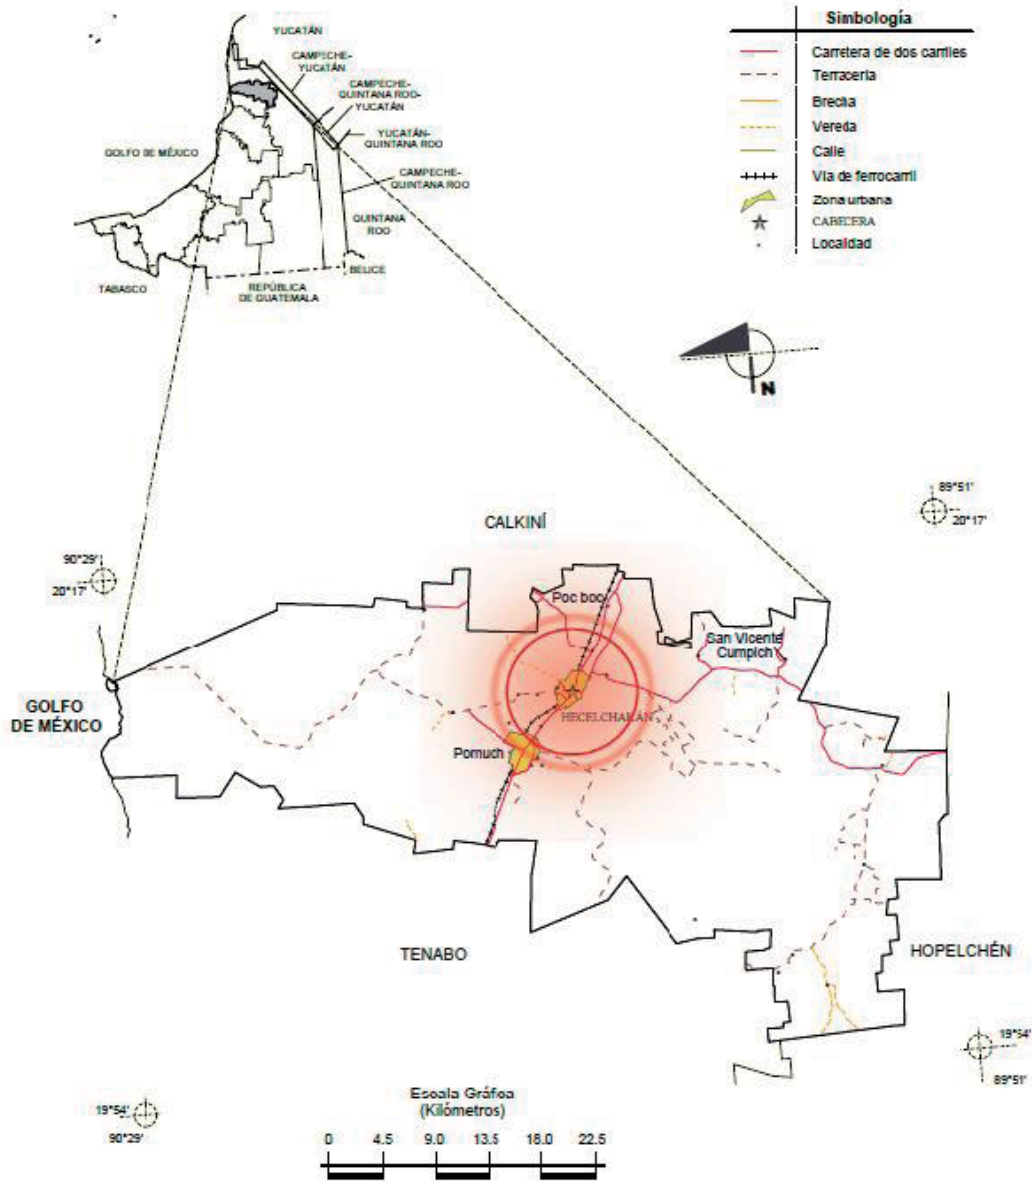 YUCATÁN
CAMPECHE-
YUCATÁN
CAMPECHE-
QUINTANA ROO-
YUCATÁN
YUCATÁN-
QUINTANA ROO
GOLFO DE MÉXICO
CAMPECHE-
QUINTANA ROO
QUINTANA
ROO
BELICE
TABASCO
REPÚBLICA
DE GUATEMALA
Simbología
Carretera de dos carriles
Terracería
Brecha
Vereda
Calle
Vía de ferrocarril
Zona urbana
CABECERA
Localdad
N
89°51'
20°17'
CALKINÍ
90°29'
20°17'
Poc boc
San Vicente
Cumpich
GOLFO
DE MÉXICO
HECELCHAKÁN
Pomuch
TENABO
HOPELCHÉN
19°54'
89°51'
19°54'
90°29'
Escala Gráfica
(Kilómetros)
0 4.5 9.0 13.5 18.0 22.5